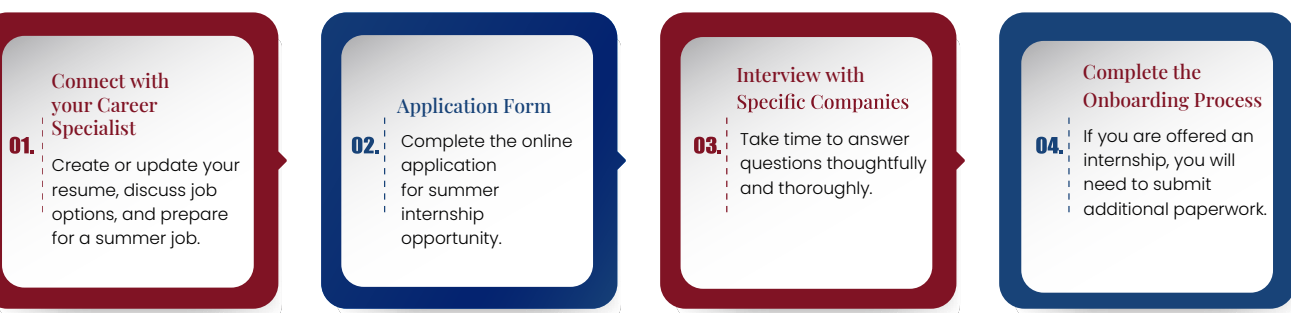 Connect with
your Career
Specialist
01.
Create or update your
resume, discuss job
options, and prepare
for a summer job.
Application Form
02.
Complete the online
application
for summer
internship
opportunity.
Interview with
Specific Companies
03.
Take time to answer
questions thoughtfully
and thoroughly.
Complete the
Onboarding Process
04.
If you are offered an
internship, you will
need to submit
additional paperwork.